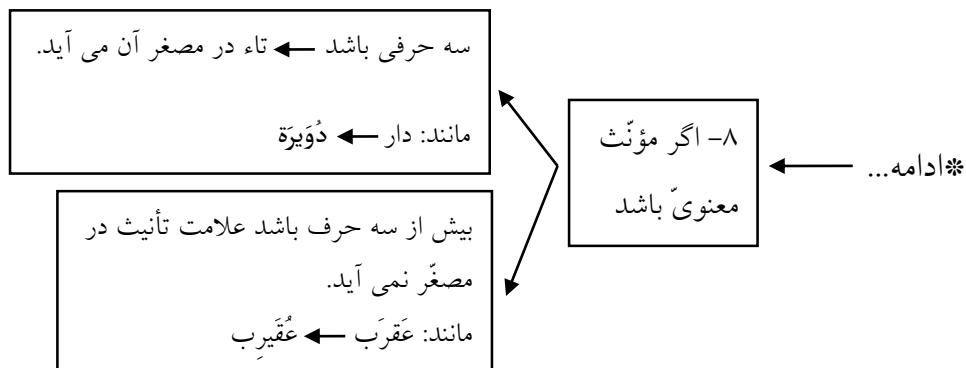 *ادامه...
۸- اگر مؤنّث
معنویّ باشد
سه حرفی باشد ← تاء در مصغر آن می آید.
مانند: دار ← دُوَیرَة
بیش از سه حرف باشد علامت تأنیث در
مصغّر نمی آید.
مانند: عَقرَب ← عُقَیرِب